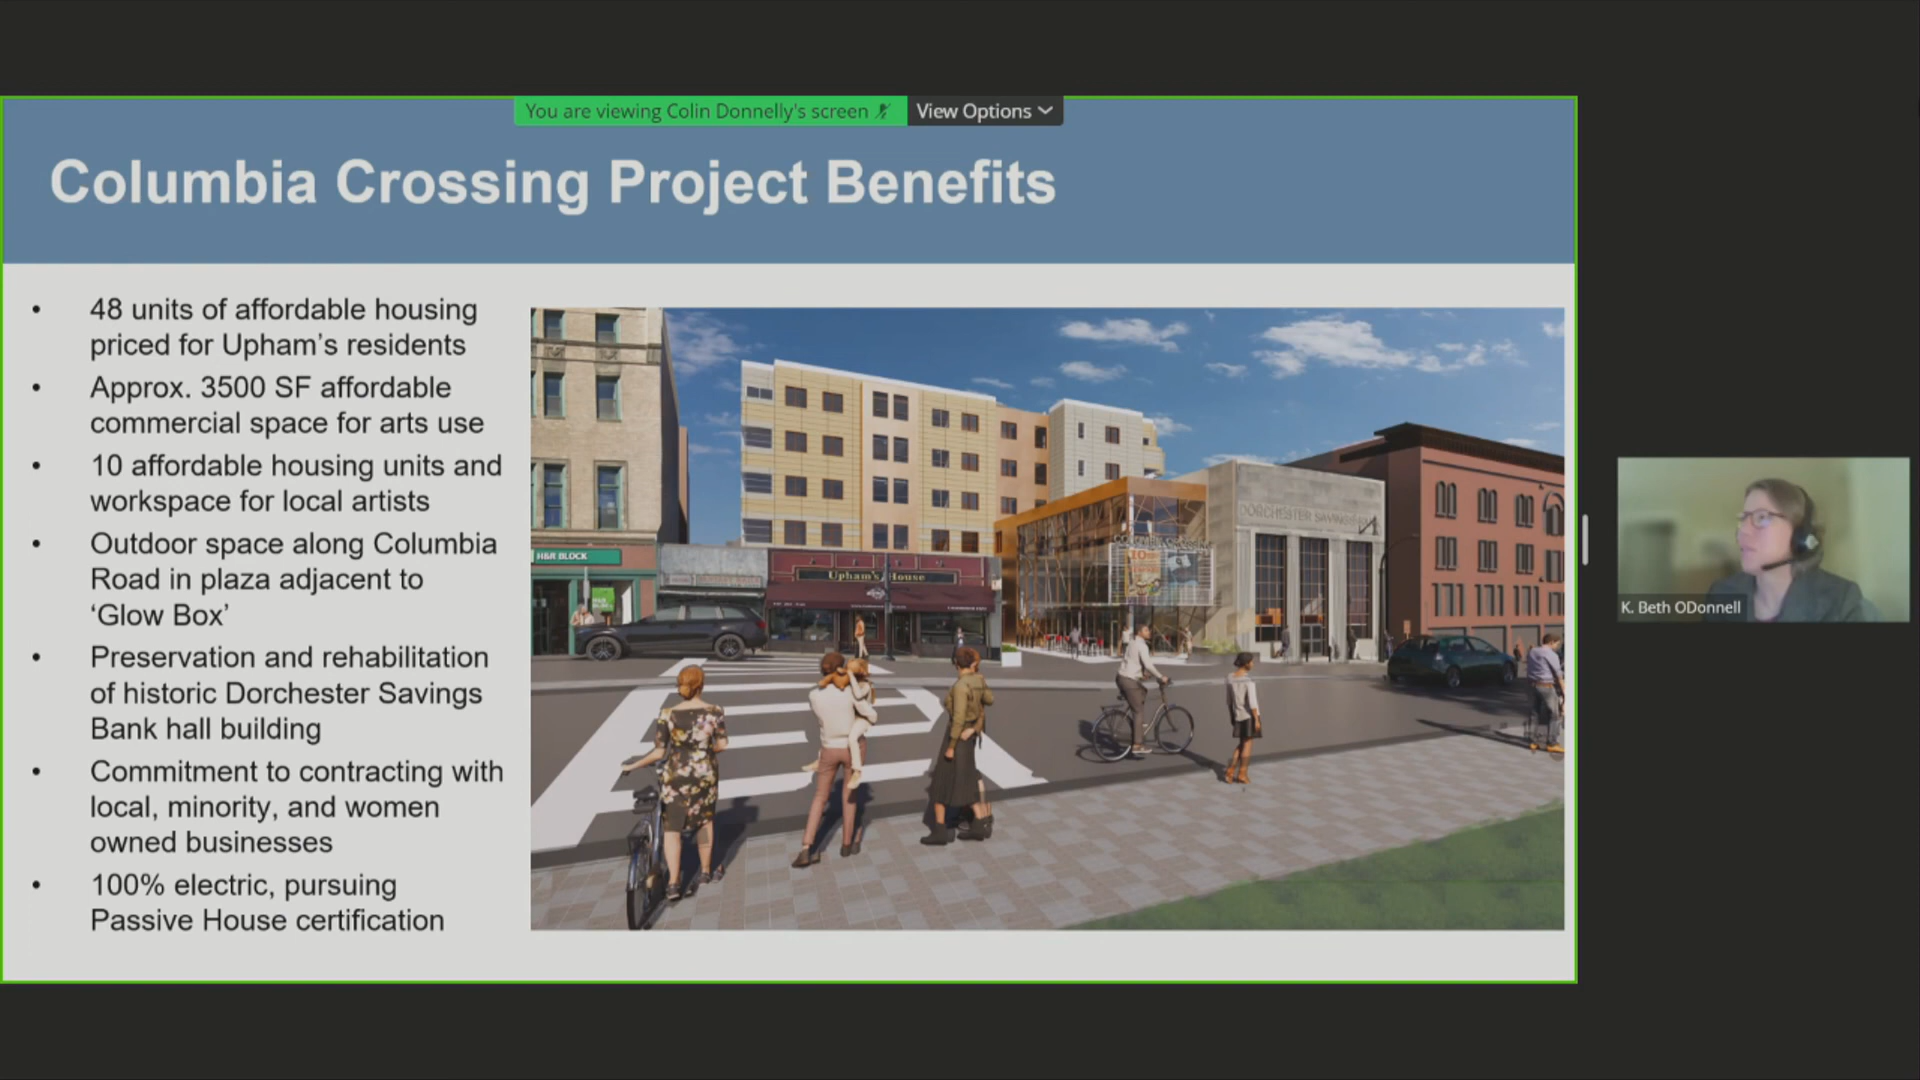 You are viewing Colin Donnelly's screen
View Options
Columbia Crossing Project Benefits
• 48 units of affordable housing
priced for Upham’s residents
• Approx. 3500 SF affordable
commercial space for arts use
• 10 affordable housing units and
workspace for local artists
• Outdoor space along Columbia
Road in plaza adjacent to
‘Glow Box’
• Preservation and rehabilitation
of historic Dorchester Savings
Bank hall building
• Commitment to contracting with
local, minority, and women
owned businesses
• 100% electric, pursuing
Passive House certification
H&R BLOCK
Upham's House
DORCHESTER SAVINGS
K. Beth ODonnell